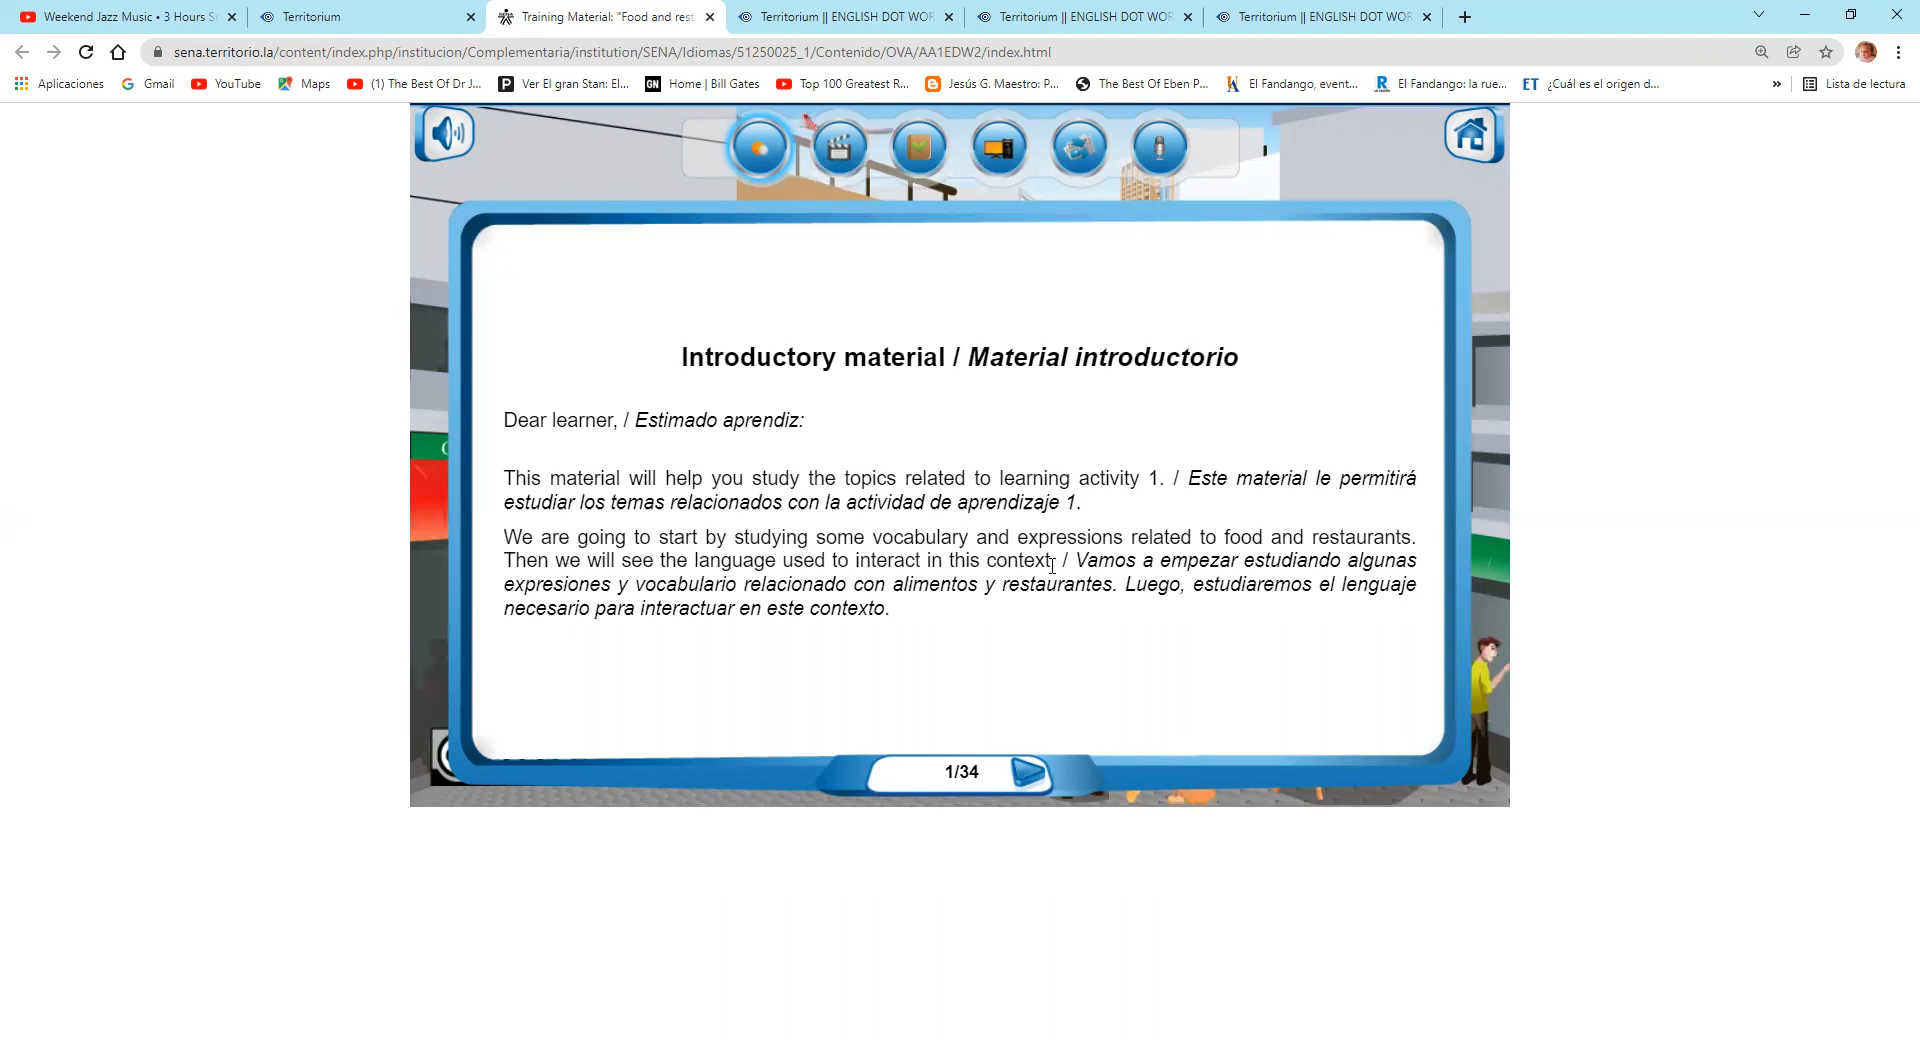 Weekend Jazz Music • 3 Hours S
Territorium
Training Material: "Food and rest
Territorium || ENGLISH DOT WOR
Territorium || ENGLISH DOT WOR
Territorium || ENGLISH DOT WOR
sena.territorio.la/content/index.php/institucion/Complementaria/institution/SENA/Idiomas/51250025_1/Contenido/OVA/AA1EDW2/index.html
Aplicaciones
Gmail
YouTube
Maps
(1) The Best Of Dr J...
Ver El gran Stan: El...
GN
Home | Bill Gates
Top 100 Greatest R...
Jesús G. Maestro: P...
The Best Of Eben P...
El Fandango, event...
El Fandango: la rue...
ET
¿Cuál es el origen d...
»
Lista de lectura
Introductory material / Material introductorio
Dear learner, / Estimado aprendiz:
This material will help you study the topics related to learning activity 1. / Este material le permitirá
estudiar los temas relacionados con la actividad de aprendizaje 1.
We are going to start by studying some vocabulary and expressions related to food and restaurants.
Then we will see the language used to interact in this context. / Vamos a empezar estudiando algunas
expresiones y vocabulario relacionado con alimentos y restaurantes. Luego, estudiaremos el lenguaje
necesario para interactuar en este contexto.
1/34